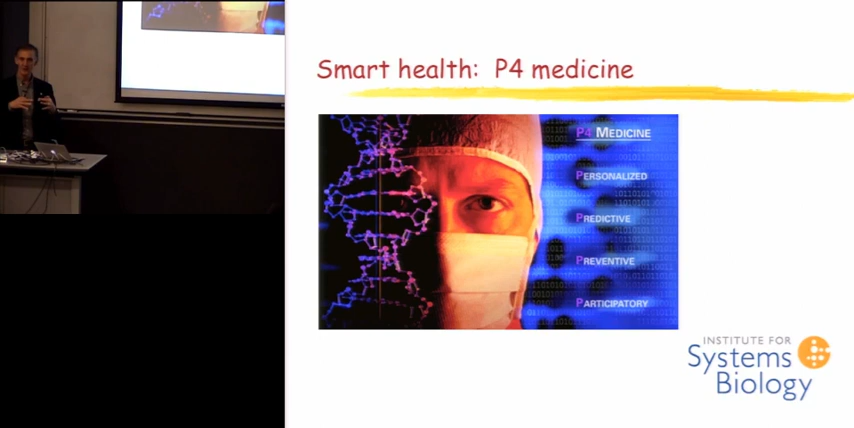 Smart health: P4 medicine
P4 MEDICINE
PERSONALIZED
PREDICTIVE
PREVENTIVE
PARTICIPATORY
INSTITUTE FOR
Systems
Biology